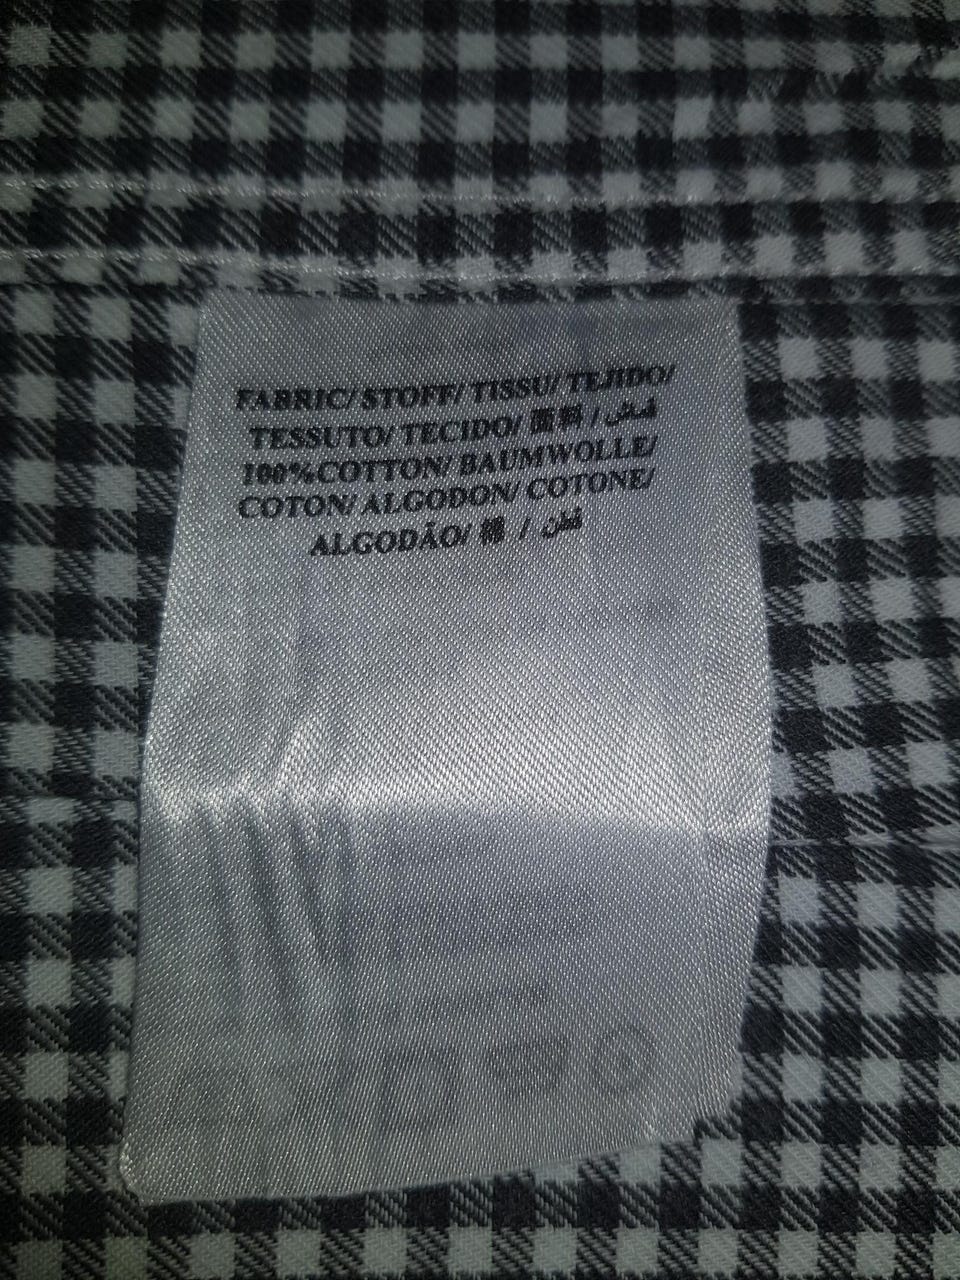 FABRIC/ STOFF/ TISSU/ TEJIDO/
TESSUTO/ TECIDO/ 面料 / قماش
100%COTTON/ BAUMWOLLE/
COTON/ ALGODON/ COTONE/
ALGODÃO/ 棉 / قطن